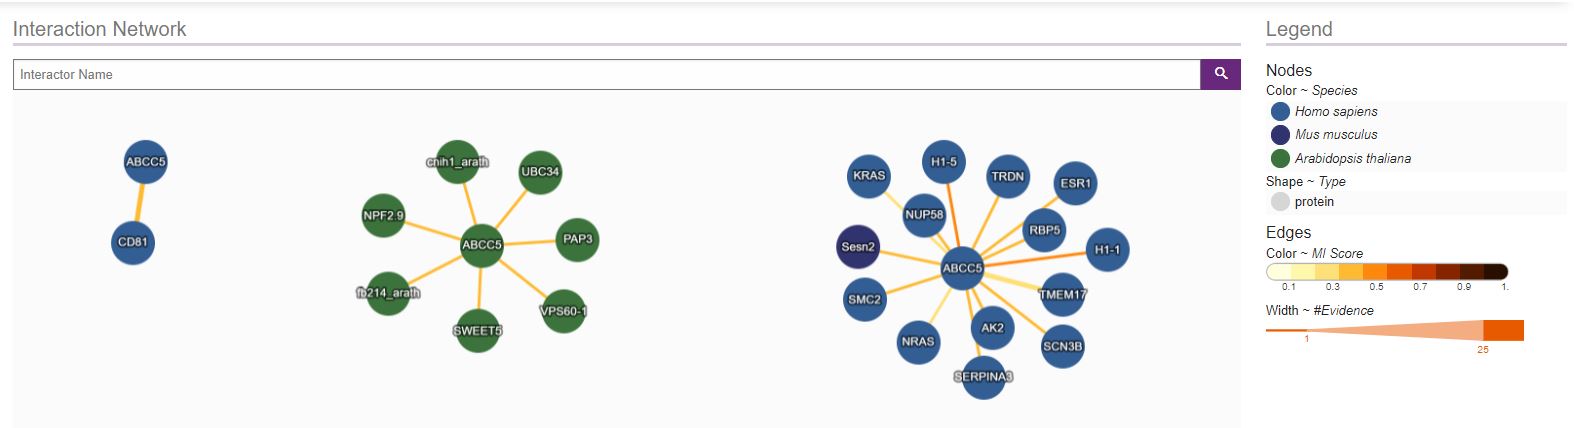 Interaction Network
Interactor Name
ABCC5
CD81
cnih1_arath
UBC34
NPF2.9
ABCC5
PAP3
fb214_arath
VPS60-1
SWEET5
KRAS
H1-5
TRDN
ESR1
NUP58
RBP5
Sesn2
H1-1
ABCC5
SMC2
TMEM17
NRAS
AK2
SCN3B
SERPINA3
Legend
Nodes
Color ~ Species
Homo sapiens
Mus musculus
Arabidopsis thaliana
Shape ~ Type
protein
Edges
Color ~ MI Score
0.1 0.3 0.5 0.7 0.9 1.
Width ~ #Evidence
1
25